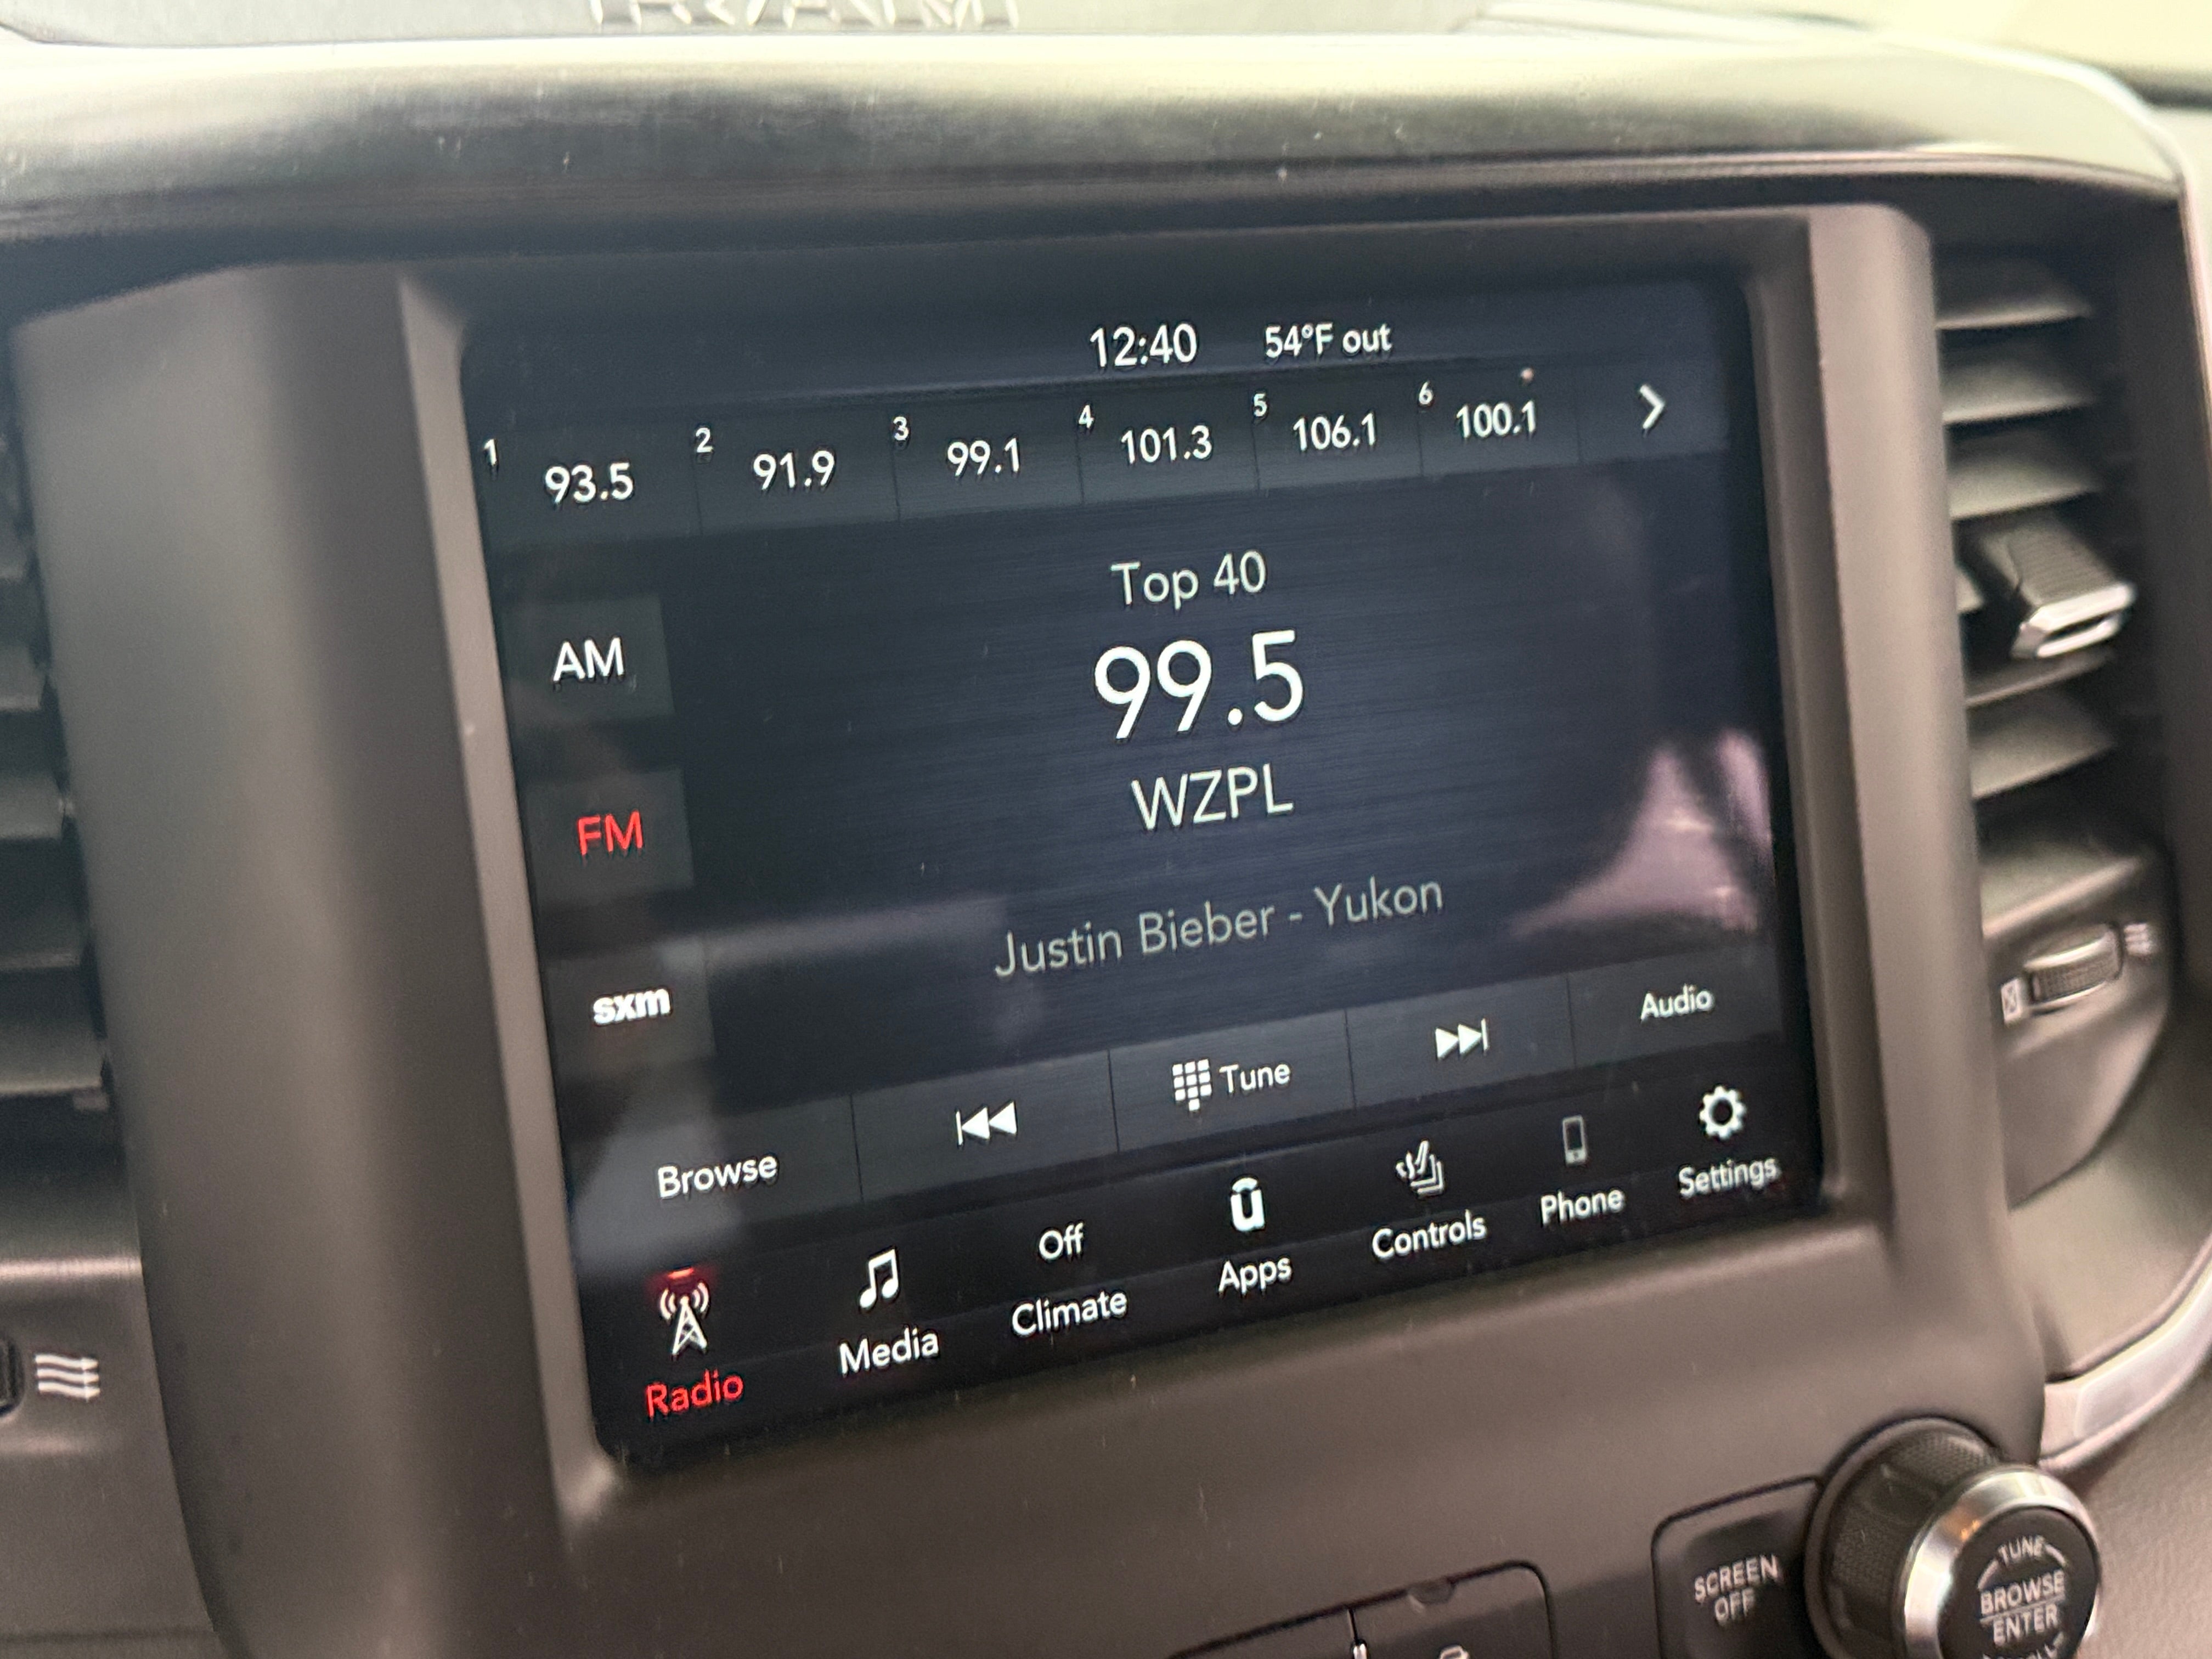 12:40 54°F out
1 93.5 2 91.9 3 99.1 4 101.3 5 106.1 6 100.1
Top 40
99.5
WZPL
Justin Bieber - Yukon
AM
FM
sxm
Browse Tune Audio
Off
Radio Media Climate Apps Controls Phone Settings
SCREEN
OFF
TUNE
BROWSE
ENTER